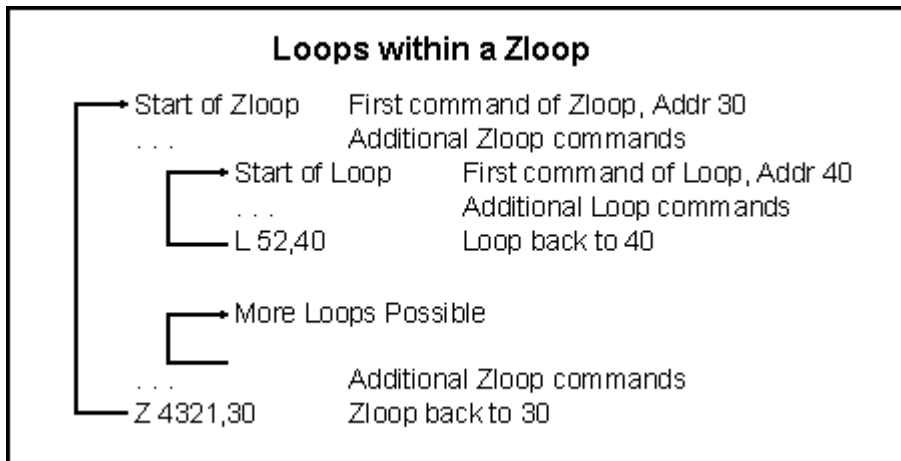 Loops within a Zloop
Start of Zloop First command of Zloop, Addr 30
. . . Additional Zloop commands
Start of Loop First command of Loop, Addr 40
. . . Additional Loop commands
L 52,40 Loop back to 40
More Loops Possible
. . . Additional Zloop commands
Z 4321,30 Zloop back to 30